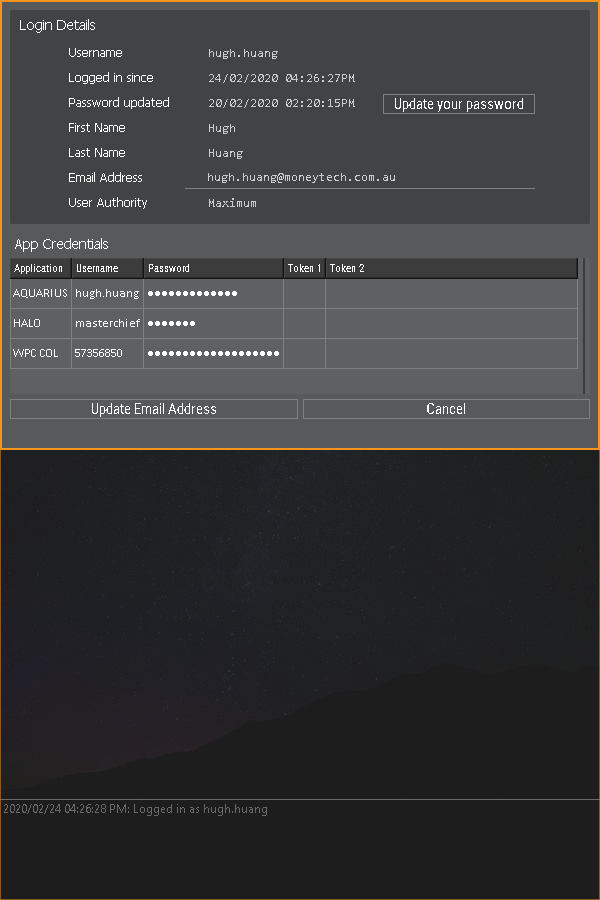 Login Details
Username hugh.huang
Logged in since 24/02/2020 04:26:27PM
Password updated 20/02/2020 02:20:15PM Update your password
First Name Hugh
Last Name Huang
Email Address hugh.huang@moneytech.com.au
User Authority Maximum
App Credentials
Application Username Password Token 1 Token 2
AQUARIUS hugh.huang ●●●●●●●●●●●●●
HALO masterchief ●●●●●●●
WPC COL 57356850 ●●●●●●●●●●●●●●●●●●●
Update Email Address Cancel
2020/02/24 04:26:28 PM: Logged in as hugh.huang